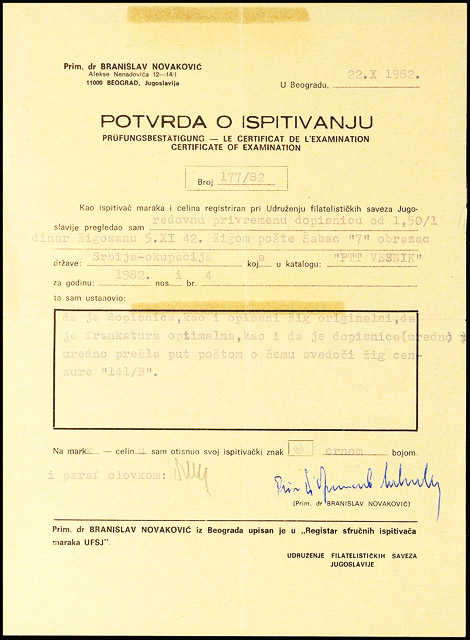 Prim. dr BRANISLAV NOVAKOVIĆ
Alekse Nenadovića 12—14/I
11000 BEOGRAD, Jugoslavija
U Beogradu, 22.X 1982.
POTVRDA O ISPITIVANJU
PRÜFUNGSBESTÄTIGUNG — LE CERTIFICAT DE L'EXAMINATION
CERTIFICATE OF EXAMINATION
Broj 177/82
Kao ispitivač maraka i celina registriran pri Udruženju filatelističkih saveza Jugo-
slavije pregledao sam redovnu privremenu dopisnicu od 1,50/1
dinar žigosanu 5.XI 42. žigom pošte Šabac "7" obrazac
države: Srbija-okupacija koj a u katalogu: "PTT VESNIK"
za godinu: 1982. i 4 nos br.
te sam ustanovio:
da je dopisnica,kao i opisani žig originalni,da
je frankatura optimalna,kao i da je dopisnica(uredno)
uredno prešla put poštom o čemu svedoči žig cen-
zure "141/B".
Na mark — celin i sam otisnuo svoj ispitivački znak crnom bojom.
i paraf olovkom:
(Prim. dr BRANISLAV NOVAKOVIĆ)
Prim. dr BRANISLAV NOVAKOVIĆ iz Beograda upisan je u „Registar stručnih ispitivača
maraka UFSJ".
UDRUŽENJE FILATELISTIČKIH SAVEZA
JUGOSLAVIJE